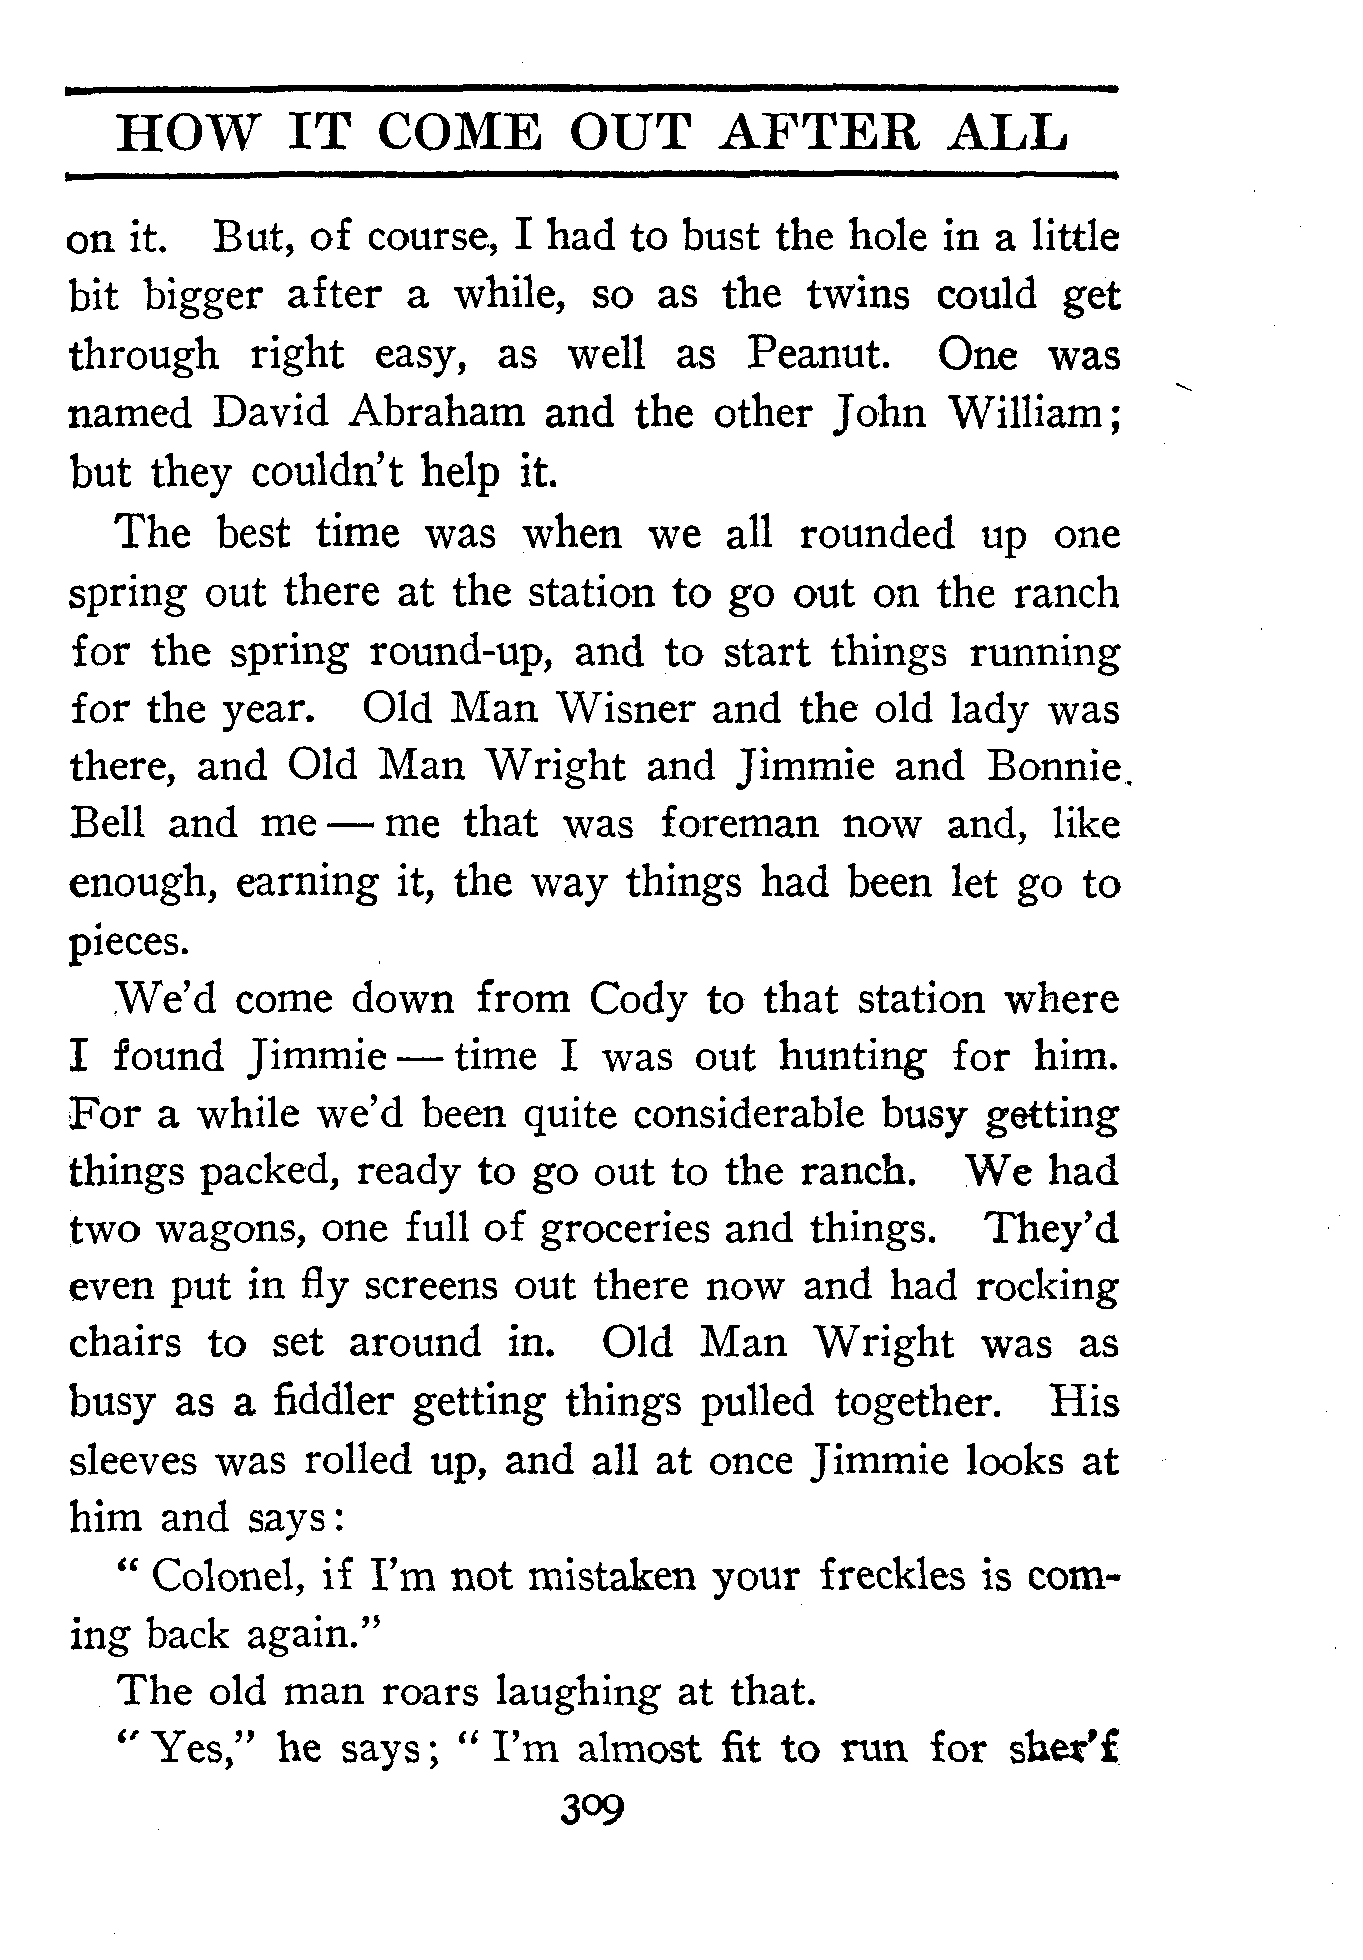 HOW IT COME OUT AFTER ALL
on it. But, of course, I had to bust the hole in a little
bit bigger after a while, so as the twins could get
through right easy, as well as Peanut. One was
named David Abraham and the other John William;
but they couldn't help it.
The best time was when we all rounded up one
spring out there at the station to go out on the ranch
for the spring round-up, and to start things running
for the year. Old Man Wisner and the old lady was
there, and Old Man Wright and Jimmie and Bonnie
Bell and me — me that was foreman now and, like
enough, earning it, the way things had been let go to
pieces.
We'd come down from Cody to that station where
I found Jimmie — time I was out hunting for him.
For a while we'd been quite considerable busy getting
things packed, ready to go out to the ranch. We had
two wagons, one full of groceries and things. They'd
even put in fly screens out there now and had rocking
chairs to set around in. Old Man Wright was as
busy as a fiddler getting things pulled together. His
sleeves was rolled up, and all at once Jimmie looks at
him and says:
" Colonel, if I'm not mistaken your freckles is com-
ing back again."
The old man roars laughing at that.
" Yes," he says; " I'm almost fit to run for sher'f
309